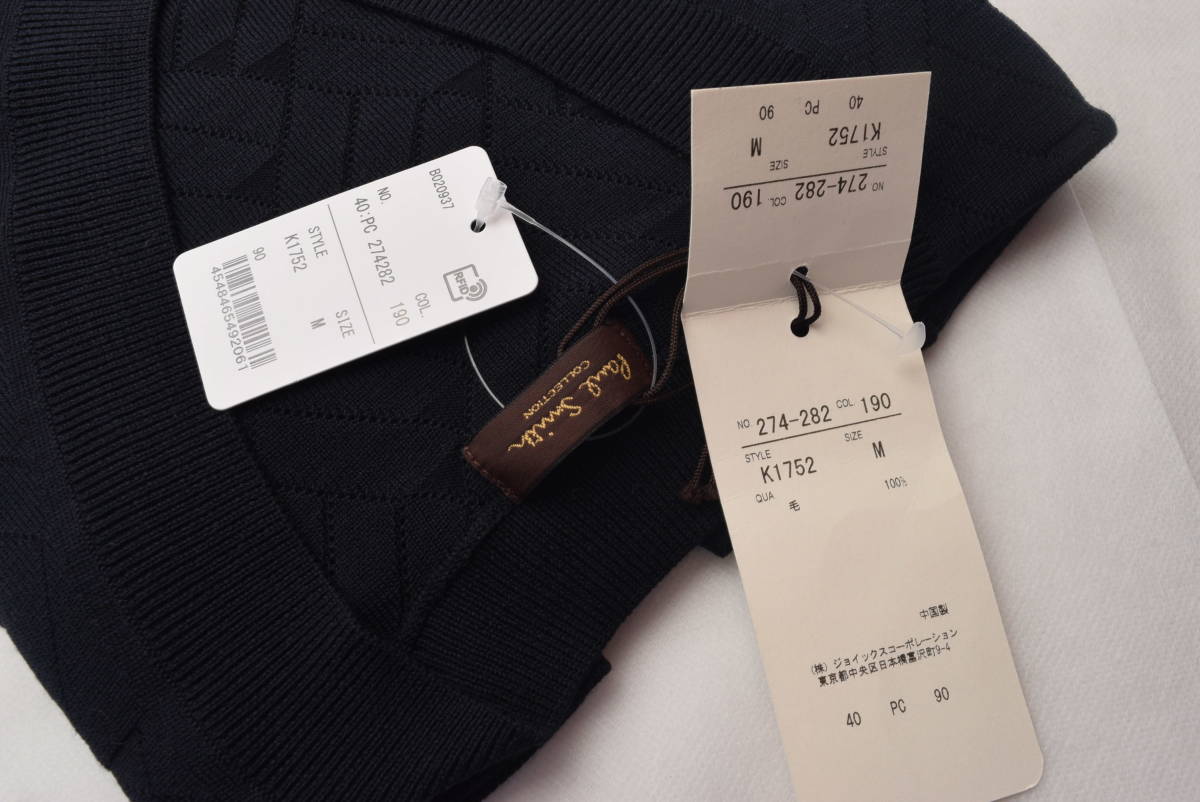 B020937
NO.
40:PC 274282
COL.
190
STYLE
K1752
SIZE
M
90
4548465492061
RFID
Paul Smith
COLLECTION
NO. 274-282 COL. 190
STYLE SIZE
K1752 M
40 PC 90
NO. 274-282 COL. 190
STYLE SIZE
K1752 M
QUA 毛 100%
中国製
(株) ジョイックスコーポレーション
東京都中央区日本橋富沢町9-4
40 PC 90